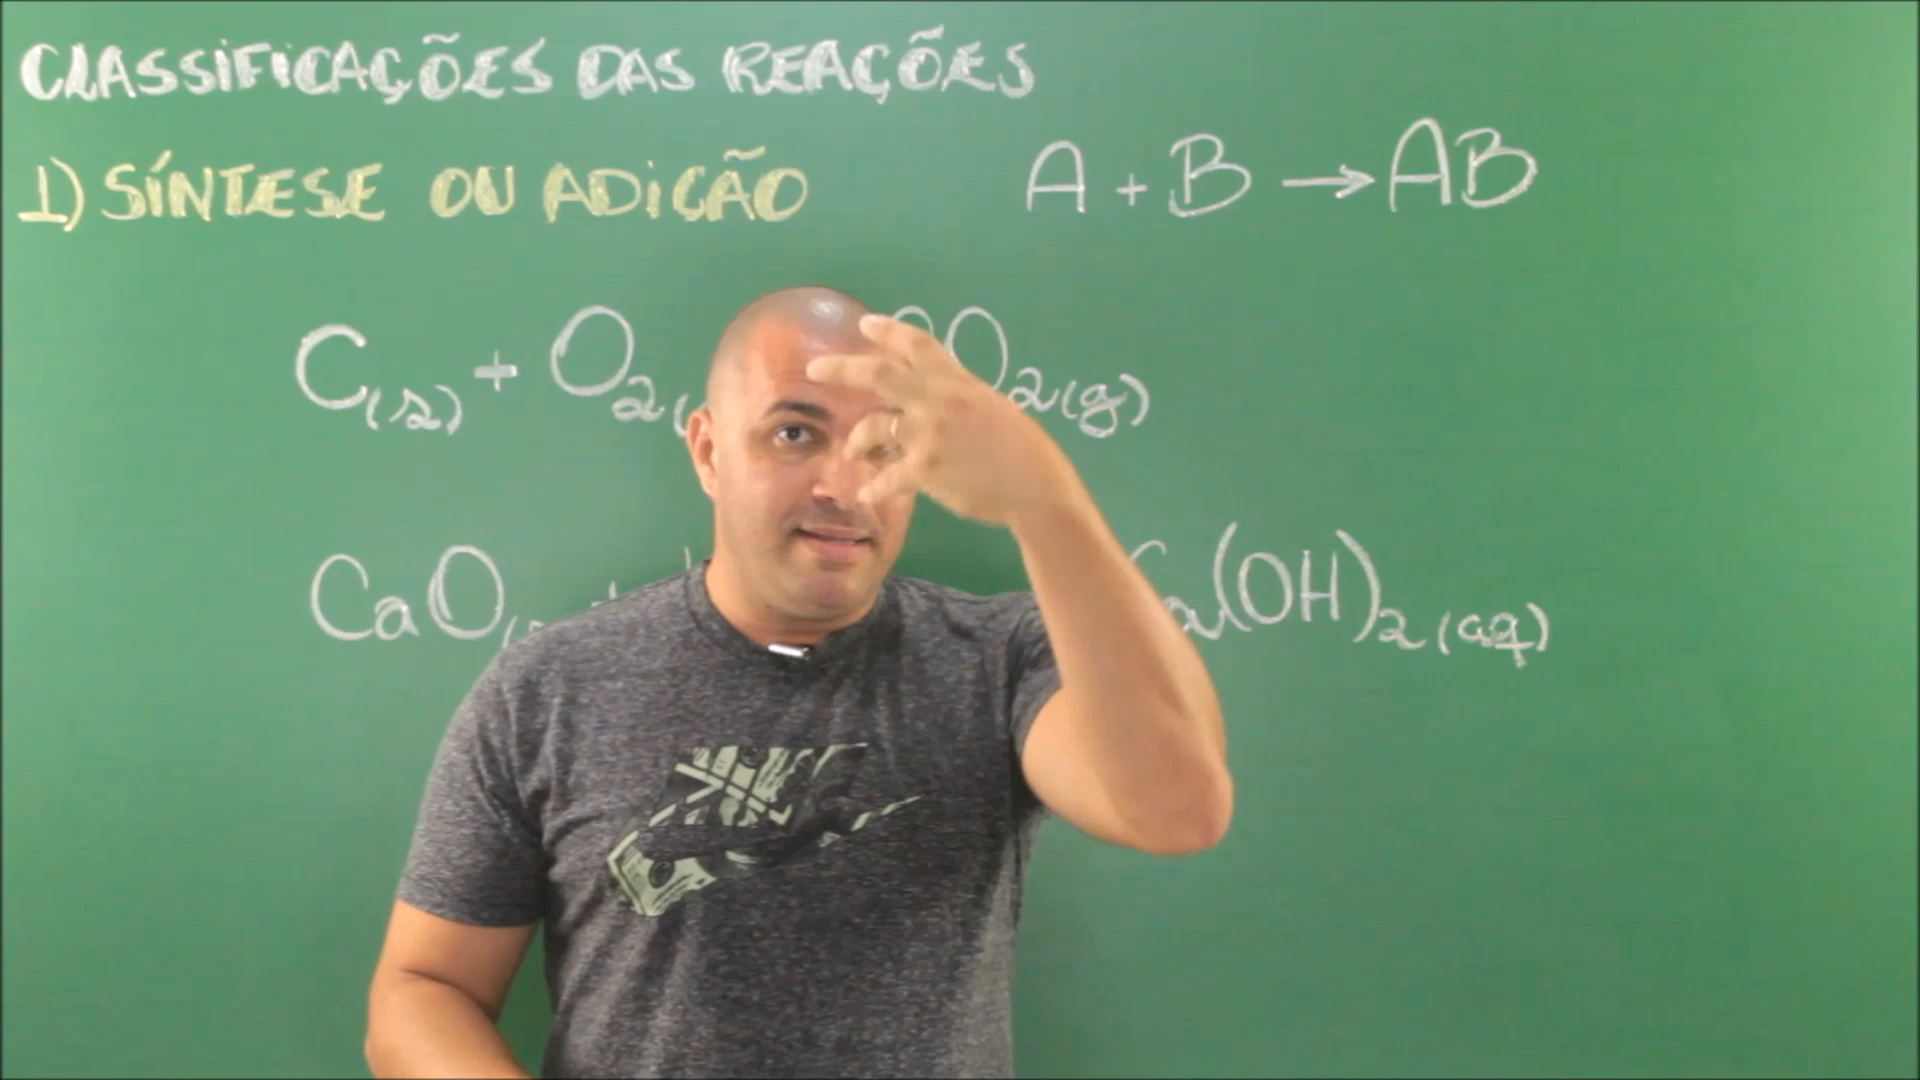 CLASSIFICAÇÕES DAS REAÇÕES
1) SÍNTESE OU ADIÇÃO A + B → AB
C(s) + O2( O2(g)
CaO( + a(OH)2(aq)